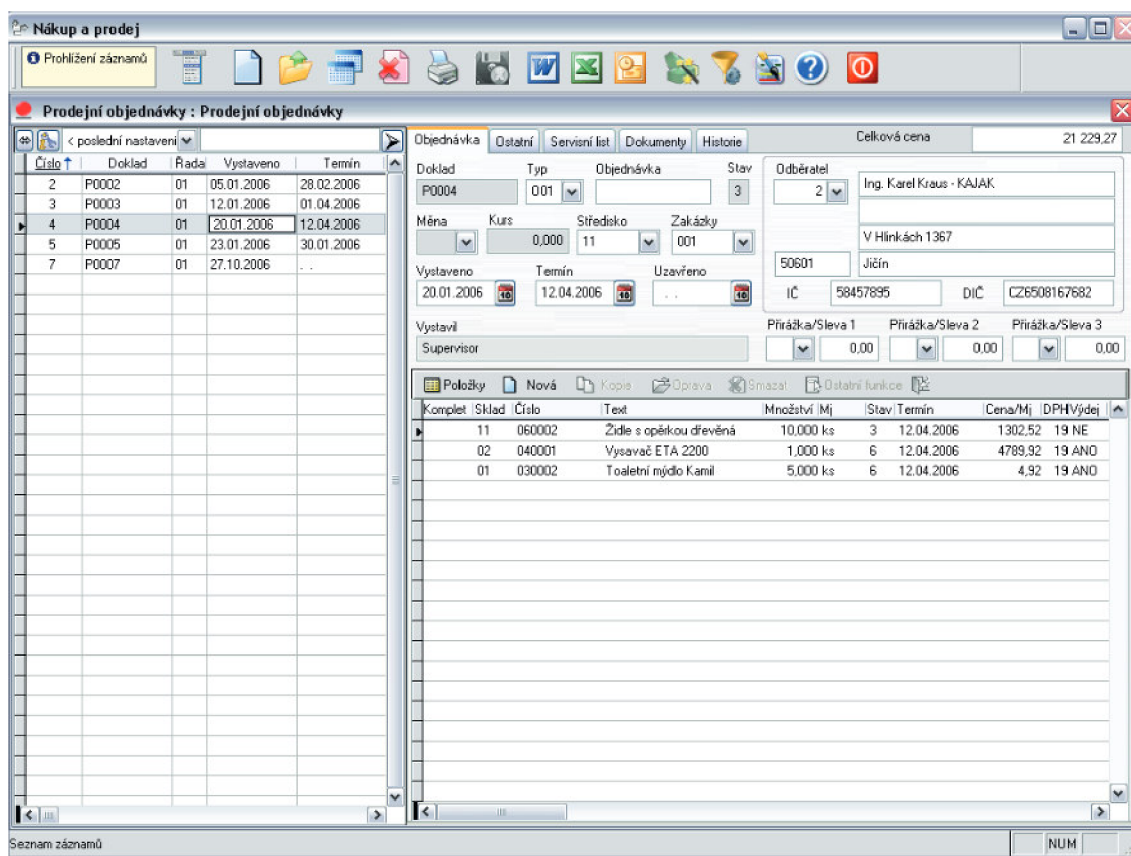 Nákup a prodej
Prohlížení záznamů
Prodejní objednávky : Prodejní objednávky
< poslední nastavení
Číslo Doklad Řada Vystaveno Termín
2 P0002 01 05.01.2006 28.02.2006
3 P0003 01 12.01.2006 01.04.2006
4 P0004 01 20.01.2006 12.04.2006
5 P0005 01 23.01.2006 30.01.2006
7 P0007 01 27.10.2006 . .
Objednávka Ostatní Servisní list Dokumenty Historie Celková cena 21 229,27
Doklad Typ Objednávka Stav
P0004 001 3
Měna Kurs Středisko Zakázky
0,000 11 001
Vystaveno Termín Uzavřeno
20.01.2006 12.04.2006 . .
Vystavil
Supervisor
Odběratel
2 Ing. Karel Kraus - KAJAK
V Hlinkách 1367
50601 Jičín
IČ 58457895 DIČ CZ6508167682
Přirážka/Sleva 1 Přirážka/Sleva 2 Přirážka/Sleva 3
0,00 0,00 0,00
Položky Nová Kopie Oprava Smazat Ostatní funkce
Komplet Sklad Číslo Text Množství Mj Stav Termín Cena/Mj DPH Výdej
11 060002 Židle s opěrkou dřevěná 10,000 ks 3 12.04.2006 1302,52 19 NE
02 040001 Vysavač ETA 2200 1,000 ks 6 12.04.2006 4789,92 19 ANO
01 030002 Toaletní mýdlo Kamil 5,000 ks 6 12.04.2006 4,92 19 ANO
Seznam záznamů NUM